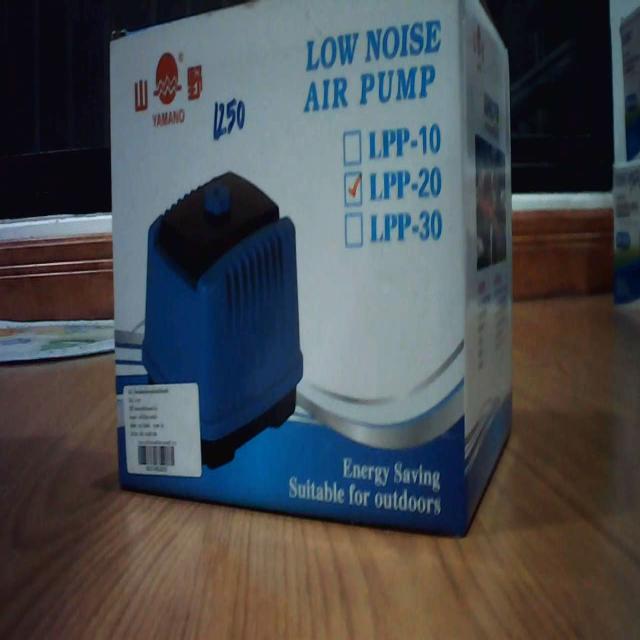 山 野
YAMANO
1250
LOW NOISE
AIR PUMP
LPP-10
LPP-20
LPP-30
Energy Saving
Suitable for outdoors